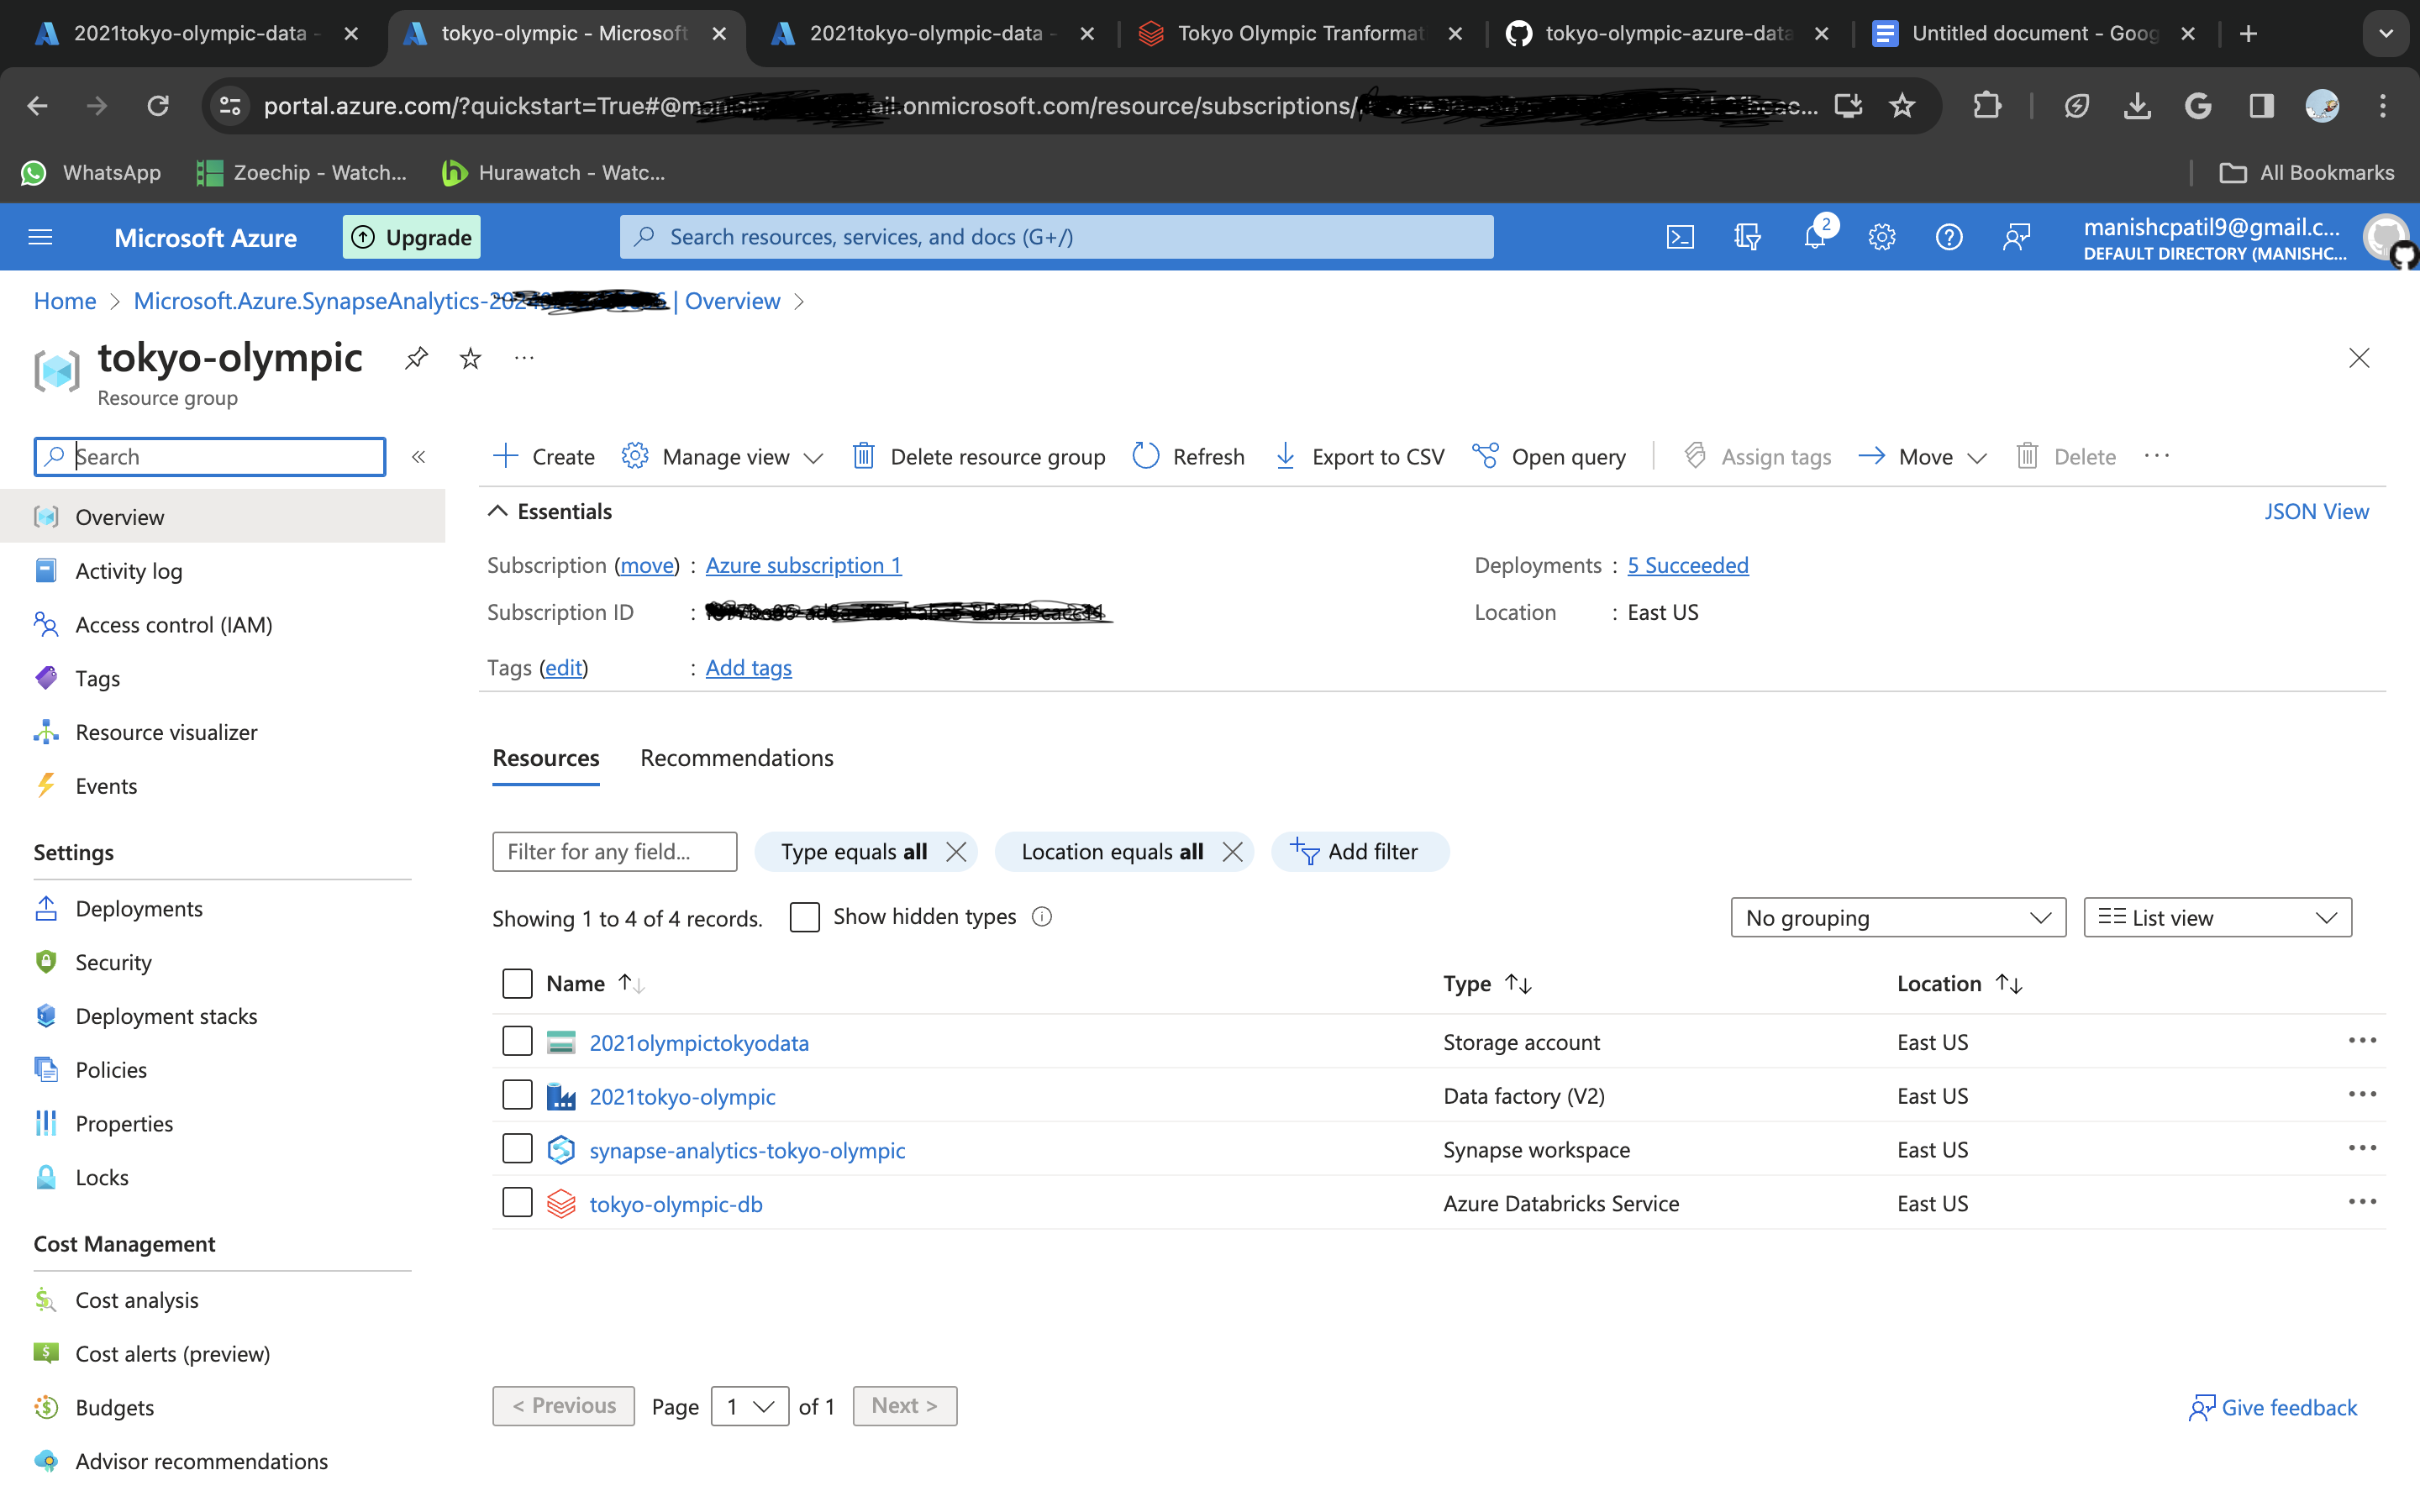 2021tokyo-olympic-data -
tokyo-olympic - Microsoft
2021tokyo-olympic-data -
Tokyo Olympic Tranformat
tokyo-olympic-azure-data
Untitled document - Goog
portal.azure.com/?quickstart=True#@ .onmicrosoft.com/resource/subscriptions/ ...
WhatsApp
Zoechip - Watch...
Hurawatch - Watc...
All Bookmarks
Microsoft Azure
Upgrade
Search resources, services, and docs (G+/)
2
manishcpatil9@gmail.c...
DEFAULT DIRECTORY (MANISHC...
Home > Microsoft.Azure.SynapseAnalytics- | Overview >
tokyo-olympic
...
Resource group
Search
«
Create
Manage view
Delete resource group
Refresh
Export to CSV
Open query
Assign tags
Move
Delete
...
Overview
Activity log
Access control (IAM)
Tags
Resource visualizer
Events
Settings
Deployments
Security
Deployment stacks
Policies
Properties
Locks
Cost Management
Cost analysis
Cost alerts (preview)
Budgets
Advisor recommendations
Essentials
JSON View
Subscription (move) : Azure subscription 1
Deployments : 5 Succeeded
Subscription ID :
Location : East US
Tags (edit) : Add tags
Resources
Recommendations
Filter for any field...
Type equals all
Location equals all
Add filter
Showing 1 to 4 of 4 records.
Show hidden types
No grouping
List view
Name
Type
Location
2021olympictokyodata
Storage account
East US
2021tokyo-olympic
Data factory (V2)
East US
synapse-analytics-tokyo-olympic
Synapse workspace
East US
tokyo-olympic-db
Azure Databricks Service
East US
< Previous
Page
1
of 1
Next >
Give feedback